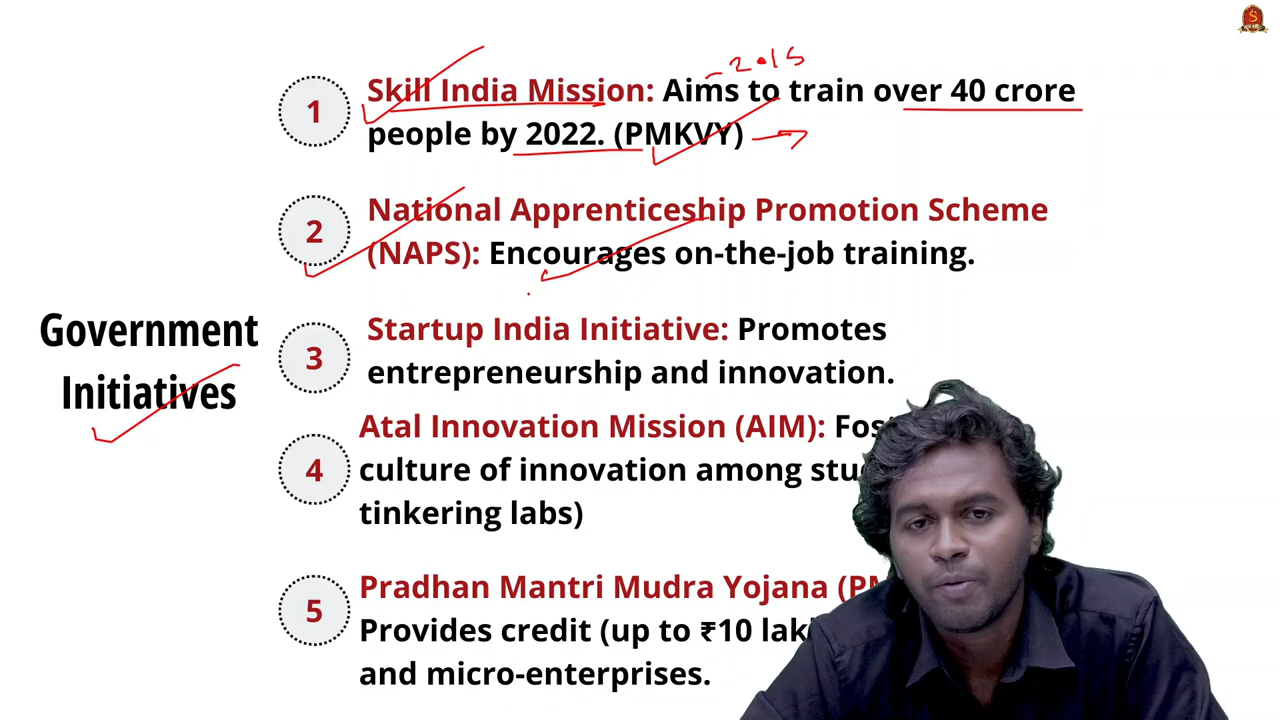 2015
1
Skill India Mission: Aims to train over 40 crore
people by 2022. (PMKVY)
2
National Apprenticeship Promotion Scheme
(NAPS): Encourages on-the-job training.
Government
Initiatives
3
Startup India Initiative: Promotes
entrepreneurship and innovation.
4
Atal Innovation Mission (AIM):
culture of innovation among
tinkering labs)
5
Pradhan Mantri Mudra Yojana
Provides credit (up to ₹10
and micro-enterprises.